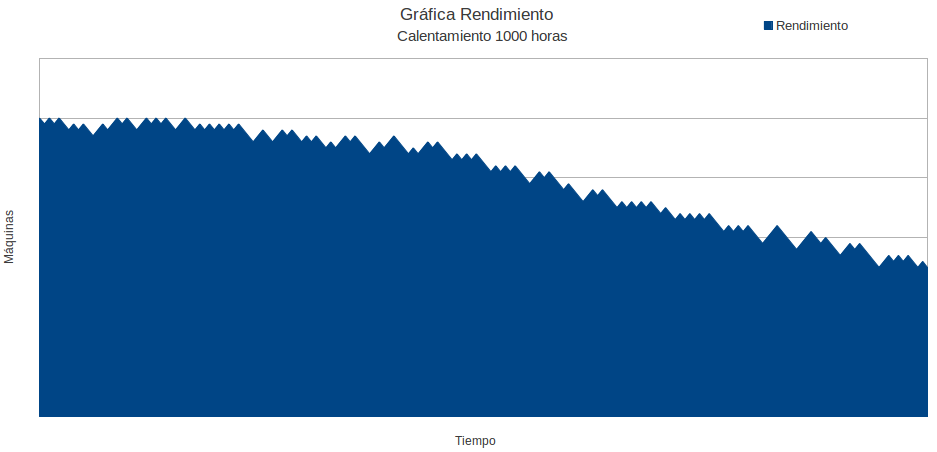 Gráfica Rendimiento
Calentamiento 1000 horas
Rendimiento
Máquinas
Tiempo